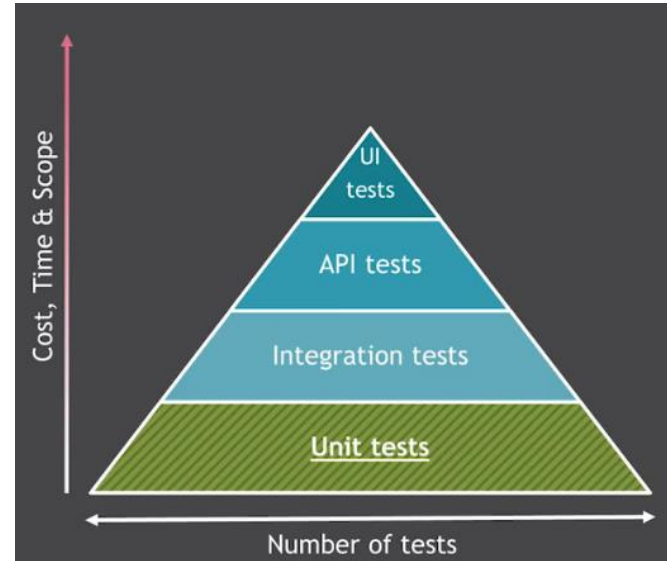 Cost, Time & Scope
UI
tests
API tests
Integration tests
Unit tests
Number of tests